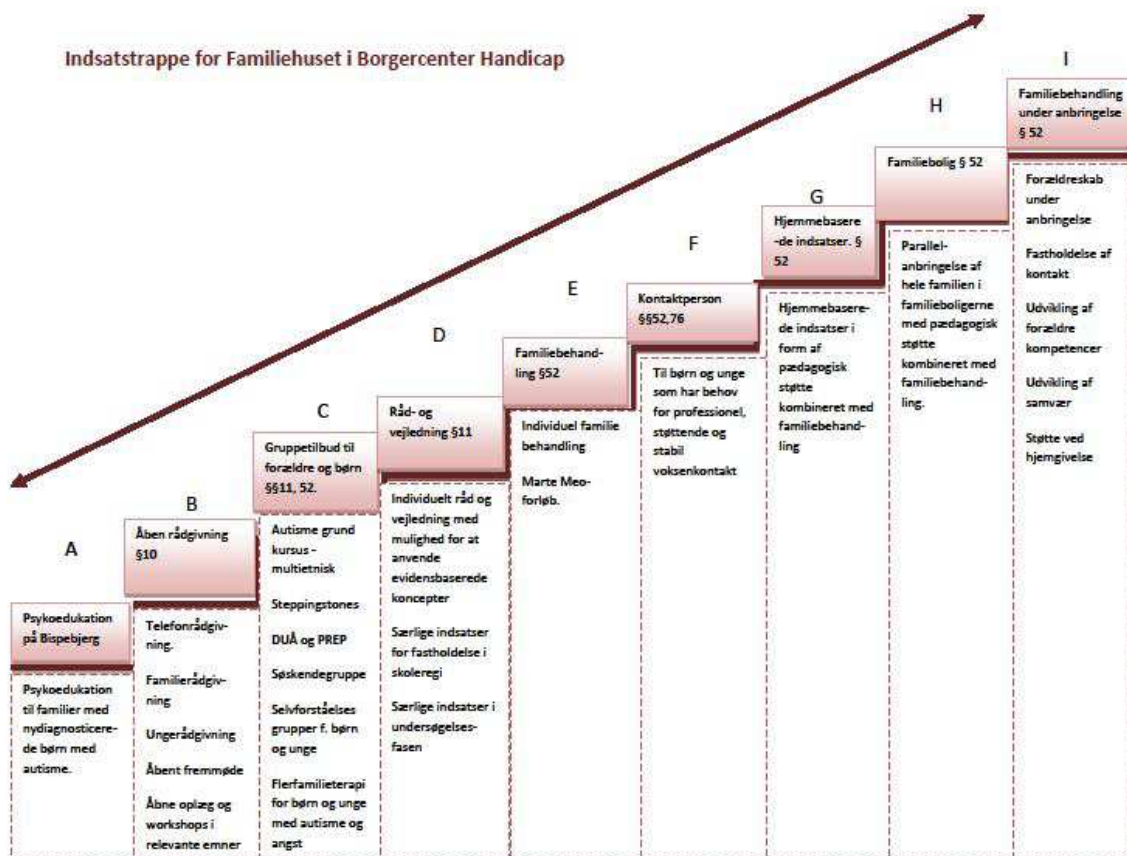 Indsatstrappe for Familiehuset i Borgercenter Handicap
A
Psykoedukation
på Bispebjerg
Psykoedukation
til familier med
nydiagnosticere-
de børn med
autisme.
B
Åben rådgivning
§10
Telefonrådgiv-
ning.
Familierådgiv-
ning
Ungerådgivning
Åbent fremmøde
Åbne oplæg og
workshops i
relevante emner
C
Gruppetilbud til
forældre og børn
§§11, 52.
Autisme grund
kursus -
multietnisk
Steppingstones
DUÅ og PREP
Søskendegruppe
Selvforståelses
grupper f. børn
og unge
Flerfamilieterapi
for børn og unge
med autisme og
angst
D
Råd- og
vejledning §11
Individuelt råd og
vejledning med
mulighed for at
anvende
evidensbaserede
koncepter
Særlige indsatser
for fastholdelse i
skoleregi
Særlige indsatser i
undersøgelses-
fasen
E
Familiebehand-
ling §52
Individuel familie
behandling
Marte Meo-
forløb.
F
Kontaktperson
§§52,76
Til børn og unge
som har behov
for professionel,
støttende og
stabil
voksenkontakt
G
Hjemmebasere
-de indsatser. §
52
Hjemmebasere-
de indsatser i
form af
pædagogisk
støtte
kombineret med
familiebehand-
ling
H
Familiebolig § 52
Parallel-
anbringelse af
hele familien i
familieboligerne
med pædagogisk
støtte
kombineret med
familiebehand-
ling.
I
Familiebehandling
under anbringelse
§ 52
Forældreskab
under
anbringelse
Fastholdelse af
kontakt
Udvikling af
forældre
kompetencer
Udvikling af
samvær
Støtte ved
hjemgivelse